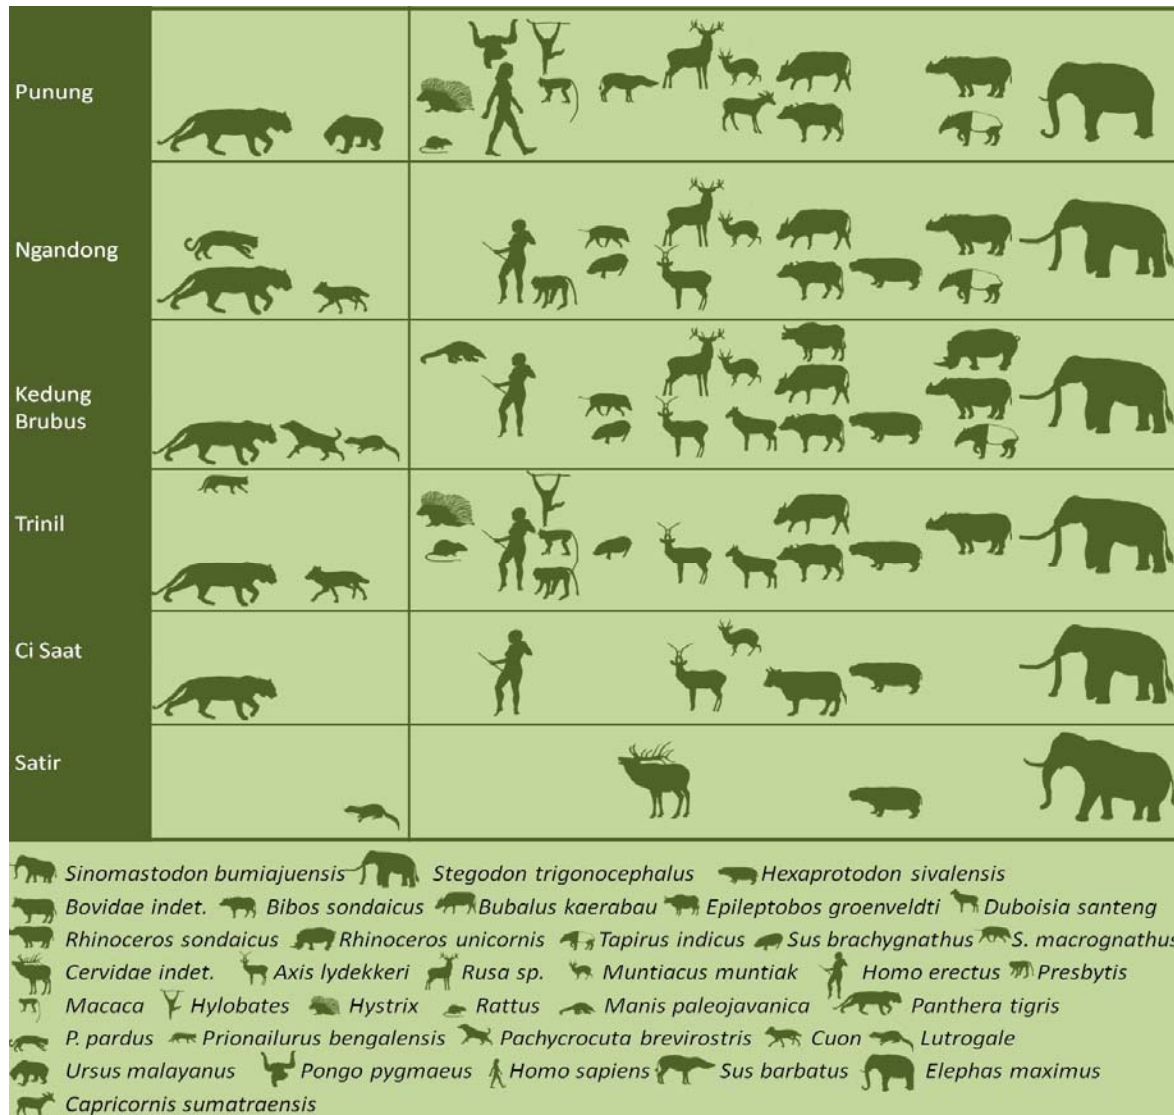 Punung
Ngandong
Kedung
Brubus
Trinil
Ci Saat
Satir
Sinomastodon bumiajuensis Stegodon trigonocephalus Hexaprotodon sivalensis
Bovidae indet. Bibos sondaicus Bubalus kaerabau Epileptobos groenveldti Duboisia santeng
Rhinoceros sondaicus Rhinoceros unicornis Tapirus indicus Sus brachygnathus S. macrognathus
Cervidae indet. Axis lydekkeri Rusa sp. Muntiacus muntiak Homo erectus Presbytis
Macaca Hylobates Hystrix Rattus Manis paleojavanica Panthera tigris
P. pardus Prionailurus bengalensis Pachycrocuta brevirostris Cuon Lutrogale
Ursus malayanus Pongo pygmaeus Homo sapiens Sus barbatus Elephas maximus
Capricornis sumatraensis